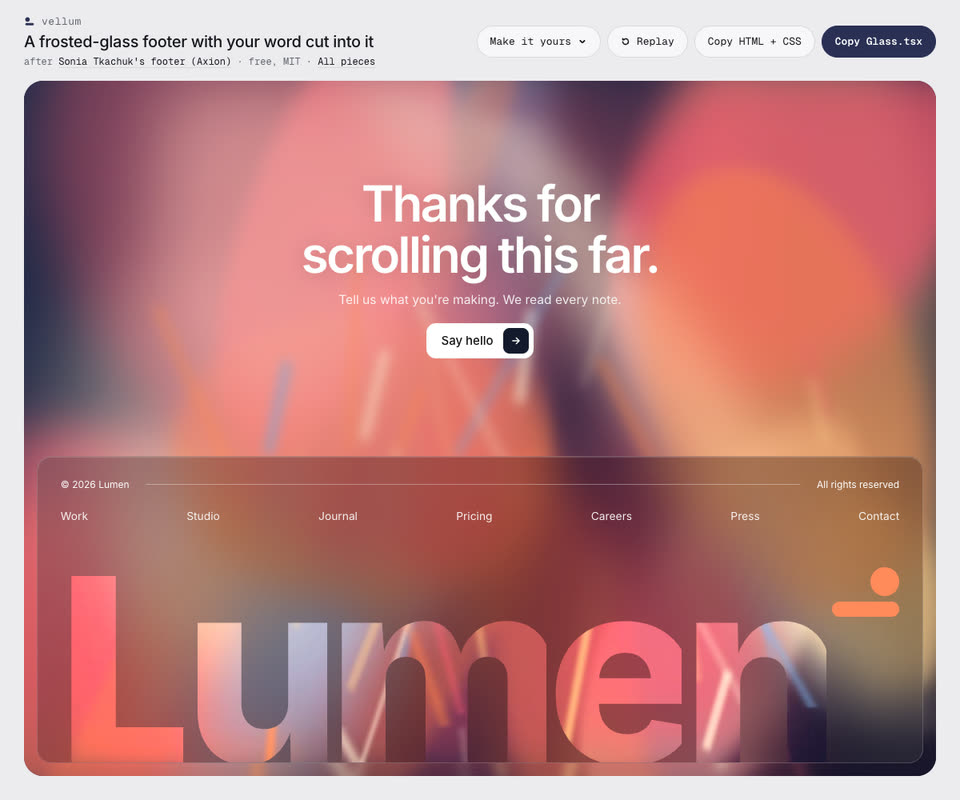 vellum
A frosted-glass footer with your word cut into it
after Sonia Tkachuk's footer (Axion) · free, MIT · All pieces
Make it yours
Replay
Copy HTML + CSS
Copy Glass.tsx
Thanks for
scrolling this far.
Tell us what you're making. We read every note.
Say hello →
© 2026 Lumen
All rights reserved
Work Studio Journal Pricing Careers Press Contact
Lumen